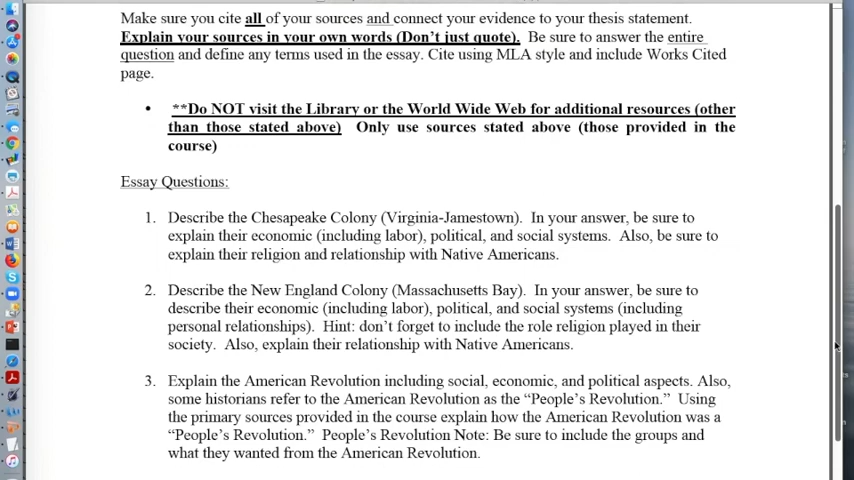 Make sure you cite all of your sources and connect your evidence to your thesis statement.
Explain your sources in your own words (Don't just quote). Be sure to answer the entire
question and define any terms used in the essay. Cite using MLA style and include Works Cited
page.
• **Do NOT visit the Library or the World Wide Web for additional resources (other
than those stated above) Only use sources stated above (those provided in the
course)
Essay Questions:
1. Describe the Chesapeake Colony (Virginia-Jamestown). In your answer, be sure to
explain their economic (including labor), political, and social systems. Also, be sure to
explain their religion and relationship with Native Americans.
2. Describe the New England Colony (Massachusetts Bay). In your answer, be sure to
describe their economic (including labor), political, and social systems (including
personal relationships). Hint: don't forget to include the role religion played in their
society. Also, explain their relationship with Native Americans.
3. Explain the American Revolution including social, economic, and political aspects. Also,
some historians refer to the American Revolution as the “People's Revolution.” Using
the primary sources provided in the course explain how the American Revolution was a
“People's Revolution.” People's Revolution Note: Be sure to include the groups and
what they wanted from the American Revolution.